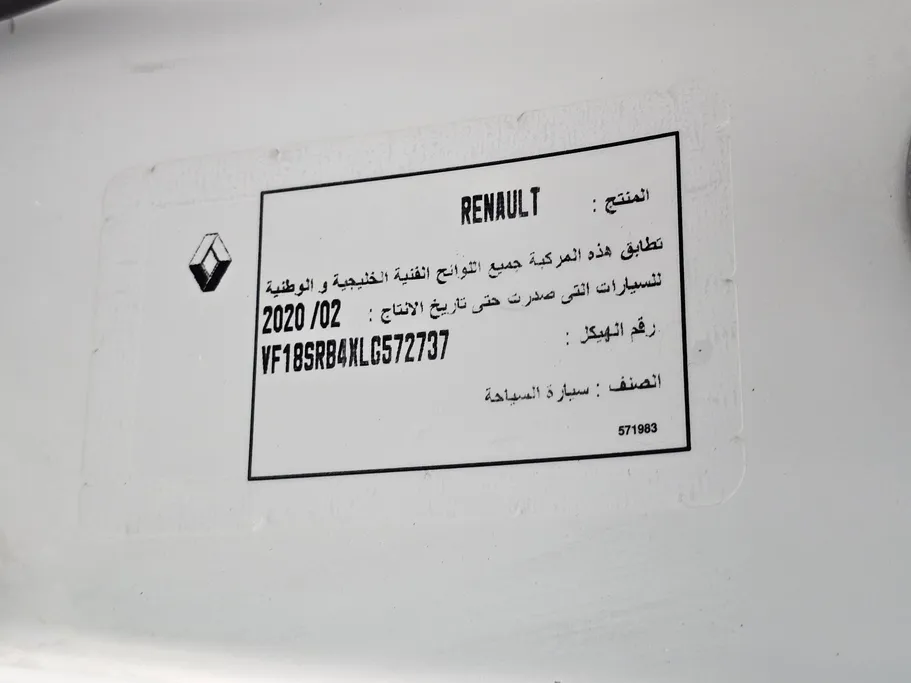 المنتج : RENAULT
تطابق هذه المركبة جميع اللوائح الفنية الخليجية و الوطنية
للسيارات التى صدرت حتى تاريخ الانتاج : 2020 /02
رقم الهيكل : VF18SRB4XLG572737
الصنف : سيارة السياحة
571983